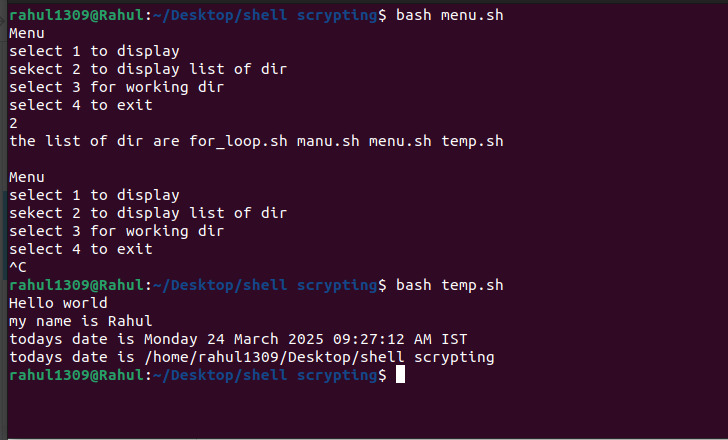 rahul1309@Rahul:~/Desktop/shell scrypting$ bash menu.sh
Menu
select 1 to display
sekect 2 to display list of dir
select 3 for working dir
select 4 to exit
2
the list of dir are for_loop.sh manu.sh menu.sh temp.sh

Menu
select 1 to display
sekect 2 to display list of dir
select 3 for working dir
select 4 to exit
^C
rahul1309@Rahul:~/Desktop/shell scrypting$ bash temp.sh
Hello world
my name is Rahul
todays date is Monday 24 March 2025 09:27:12 AM IST
todays date is /home/rahul1309/Desktop/shell scrypting
rahul1309@Rahul:~/Desktop/shell scrypting$